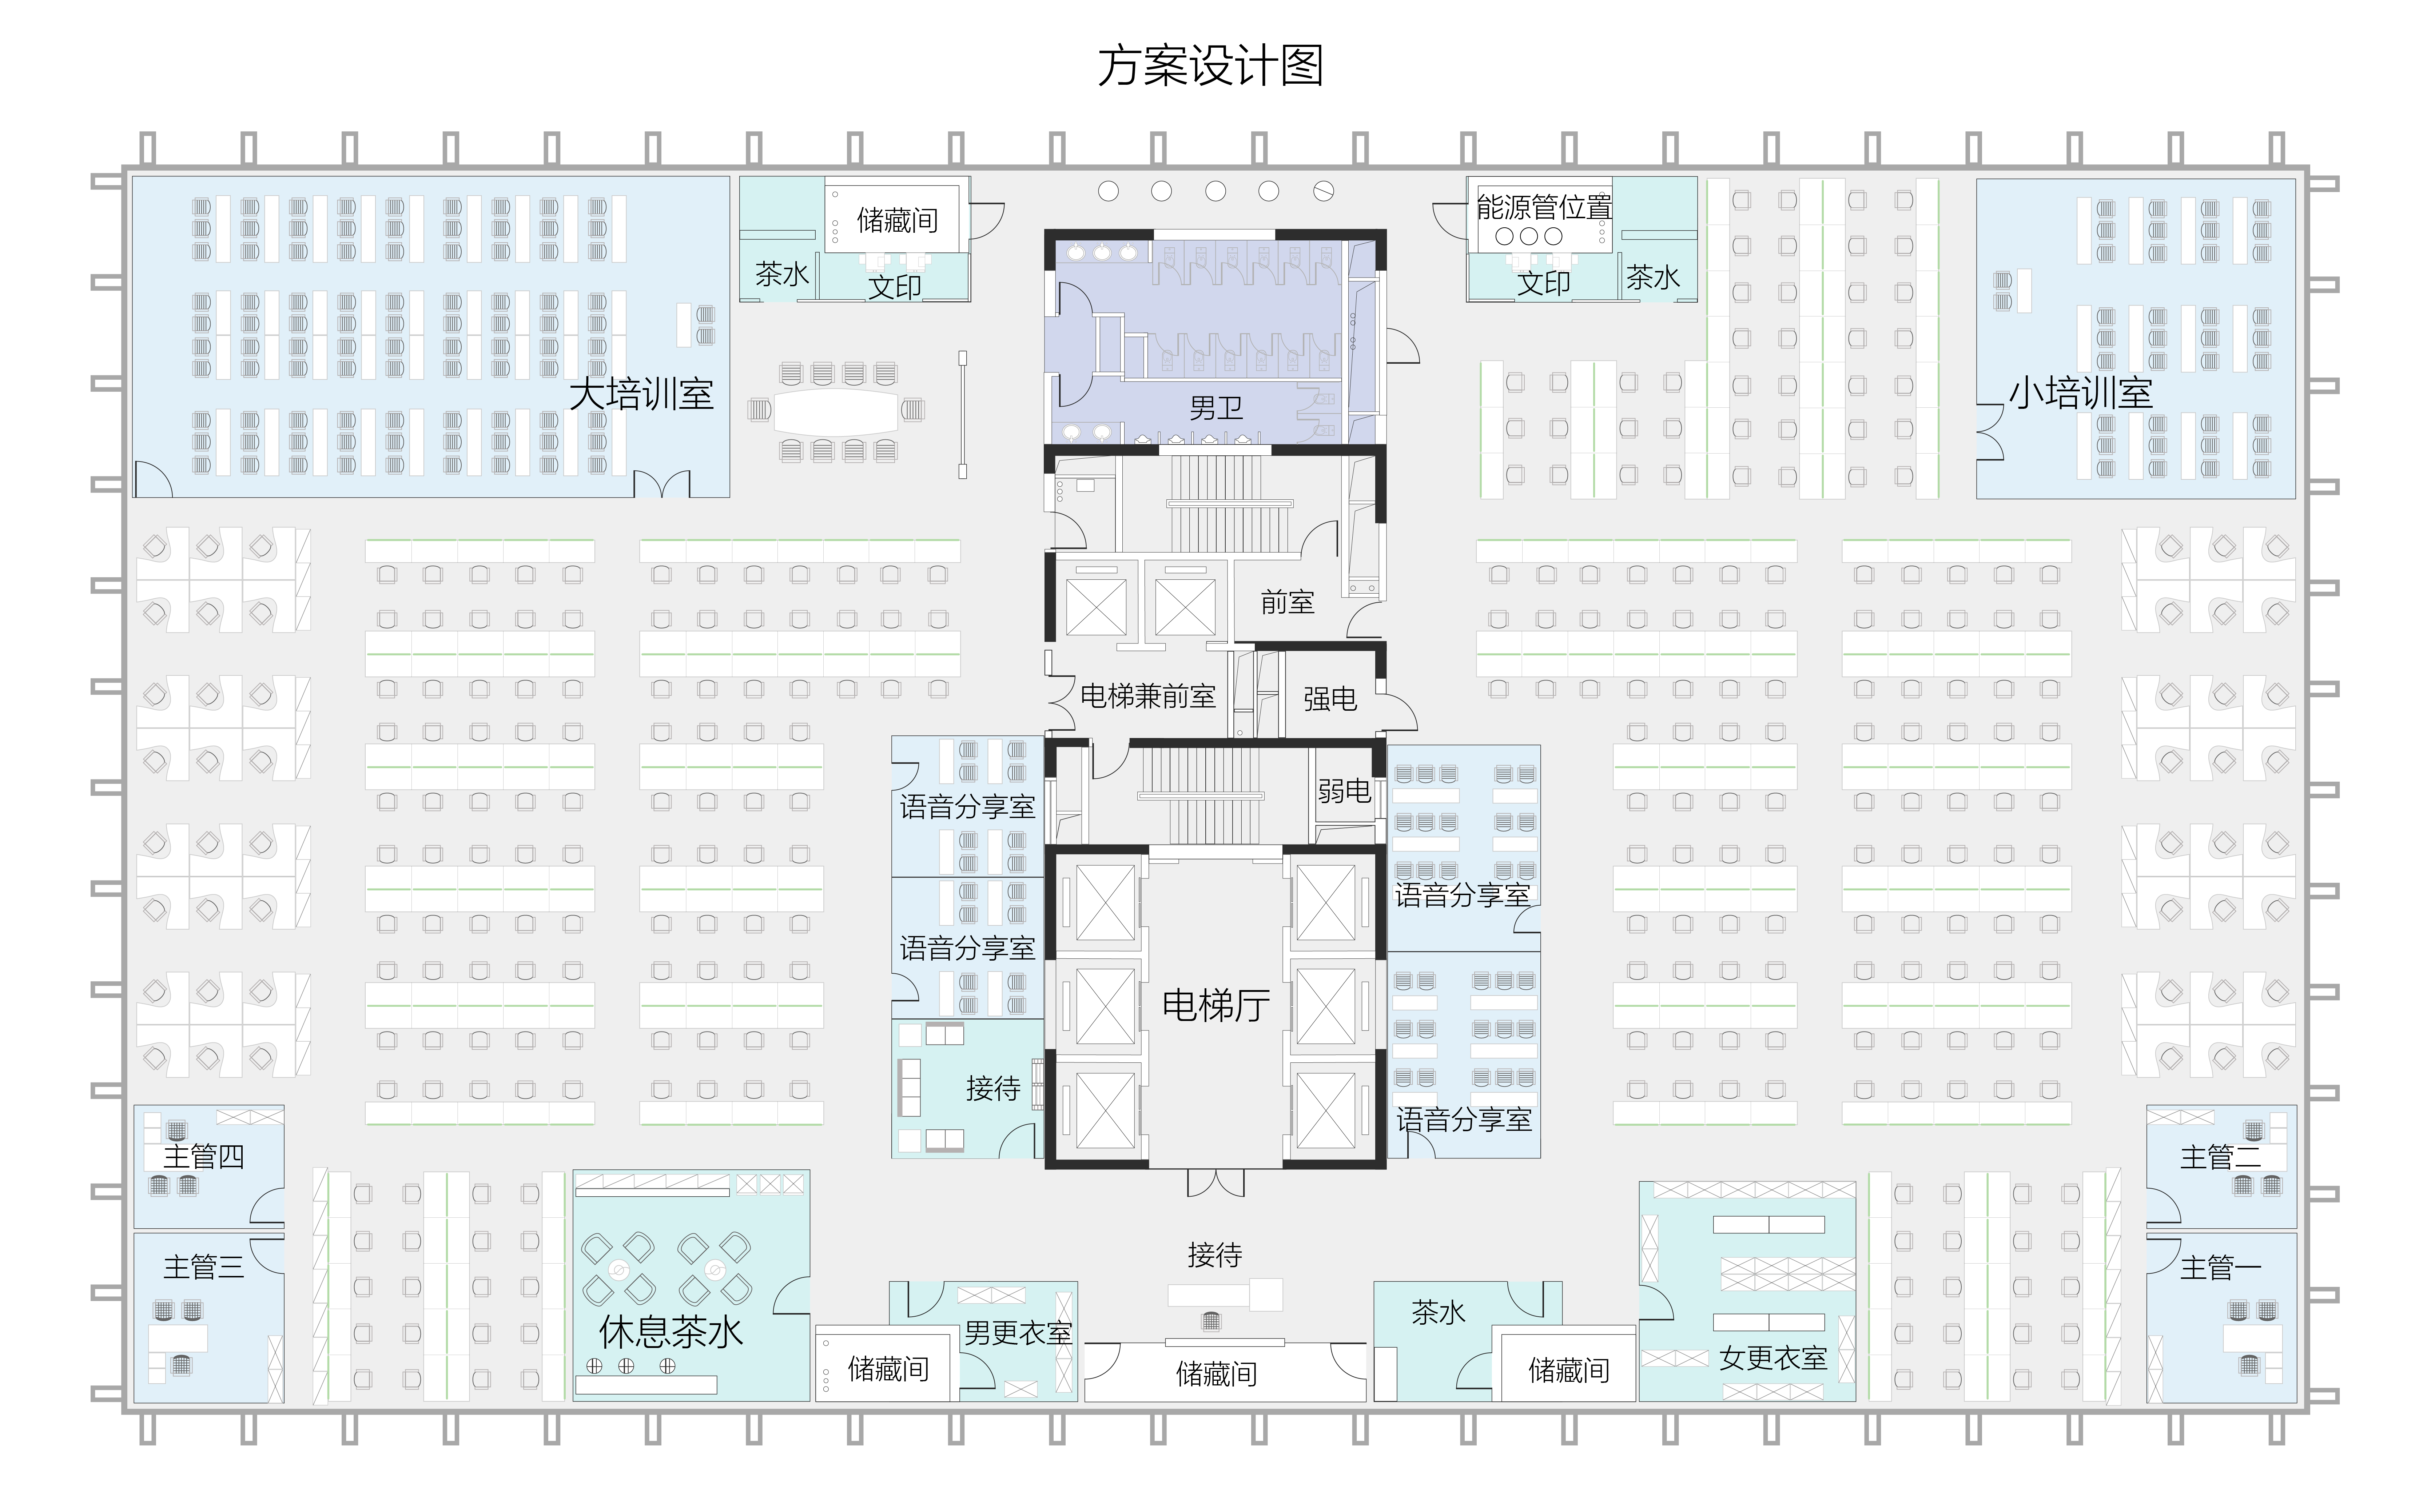 方案设计图
储藏间
能源管位置
茶水
文印
文印
茶水
大培训室
男卫
小培训室
前室
电梯兼前室
强电
语音分享室
弱电
语音分享室
语音分享室
电梯厅
接待
语音分享室
主管四
主管二
接待
主管三
主管一
休息茶水
男更衣室
茶水
女更衣室
储藏间
储藏间
储藏间